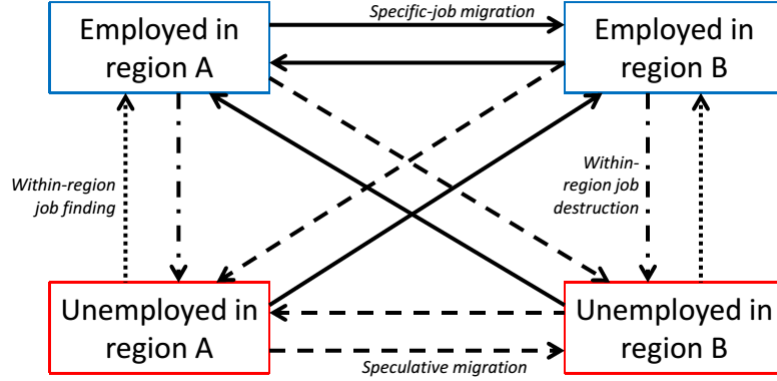 Specific-job migration
Employed in
region A
Employed in
region B
Within-region
job finding
Within-
region job
destruction
Unemployed in
region A
Unemployed in
region B
Speculative migration